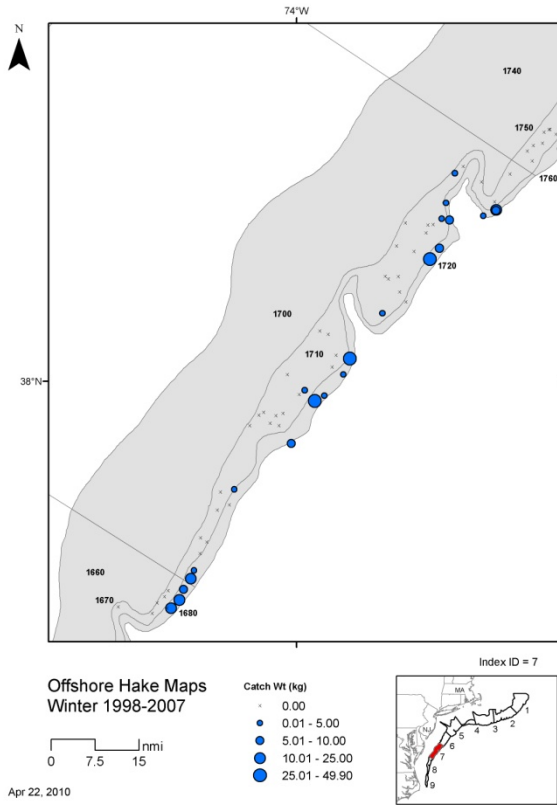 74°W
N
1740
1750
1760
1720
1700
1710
38°N
1660
1670
1680
Index ID = 7
Offshore Hake Maps
Winter 1998-2007
0 7.5 15
nmi
Apr 22, 2010
Catch Wt (kg)
0.00
0.01 - 5.00
5.01 - 10.00
10.01 - 25.00
25.01 - 49.90
MA
NJ
1
2
3
4
5
6
7
8
9